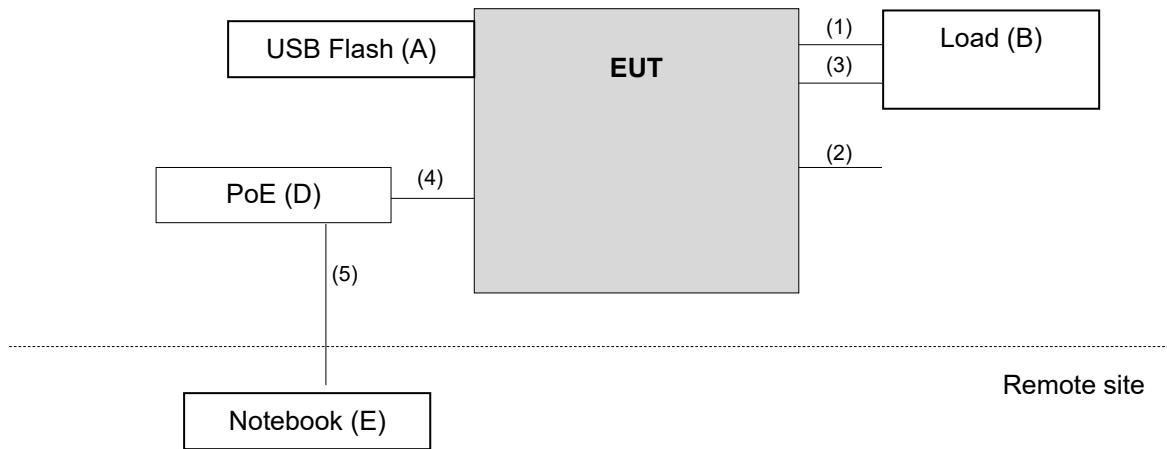 USB Flash (A)
EUT
(1)
Load (B)
(3)
(2)
PoE (D)
(4)
(5)
Remote site
Notebook (E)